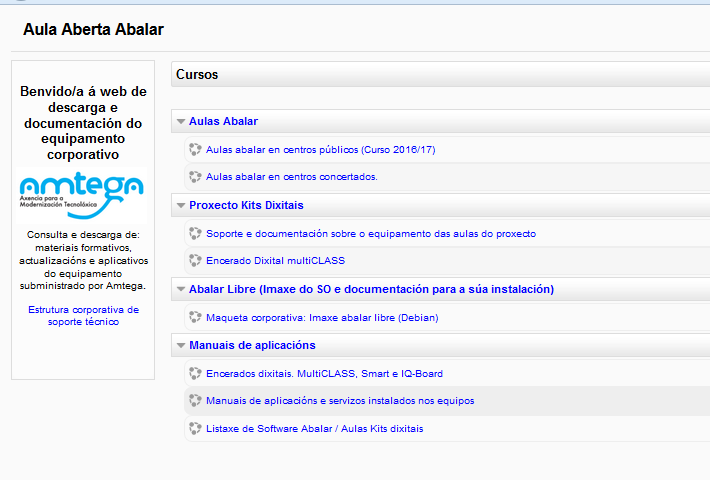 Aula Aberta Abalar
Benvido/a á web de
descarga e
documentación do
equipamento
corporativo
amtega
Axencia para a
Modernización Tecnolóxica
Consulta e descarga de:
materiais formativos,
actualizacións e aplicativos
do equipamento
subministrado por Amtega.
Estrutura corporativa de
soporte técnico
Cursos
Aulas Abalar
Aulas abalar en centros públicos (Curso 2016/17)
Aulas abalar en centros concertados.
Proxecto Kits Dixitais
Soporte e documentación sobre o equipamento das aulas do proxecto
Encerado Dixital multiCLASS
Abalar Libre (Imaxe do SO e documentación para a súa instalación)
Maqueta corporativa: Imaxe abalar libre (Debian)
Manuais de aplicacións
Encerados dixitais. MultiCLASS, Smart e IQ-Board
Manuais de aplicacións e servizos instalados nos equipos
Listaxe de Software Abalar / Aulas Kits dixitais